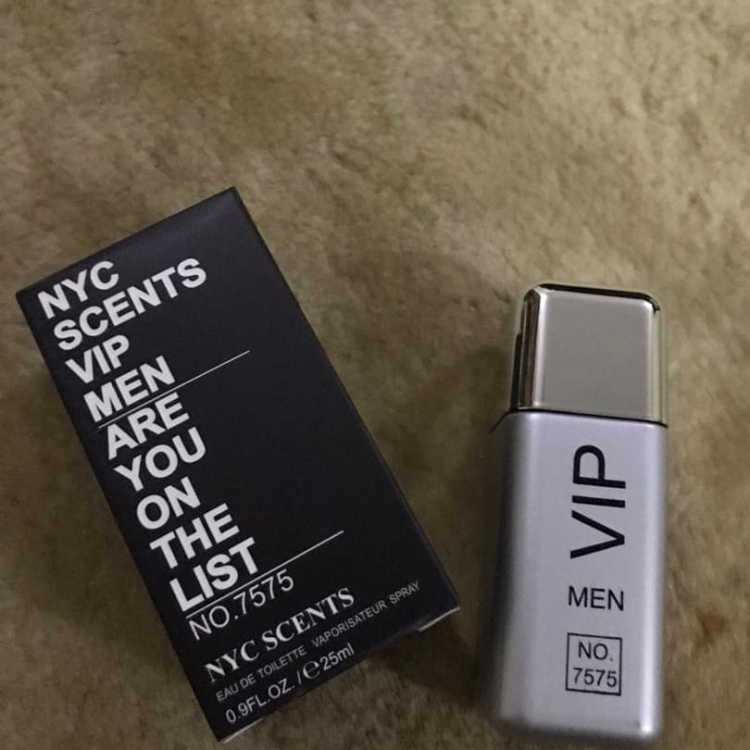 NYC
SCENTS
VIP
MEN
ARE
YOU
ON
THE
LIST
NO.7575
NYC SCENTS
EAU DE TOILETTE VAPORISATEUR SPRAY
0.9FL.OZ. / ℮25ml
VIP
MEN
NO.
7575